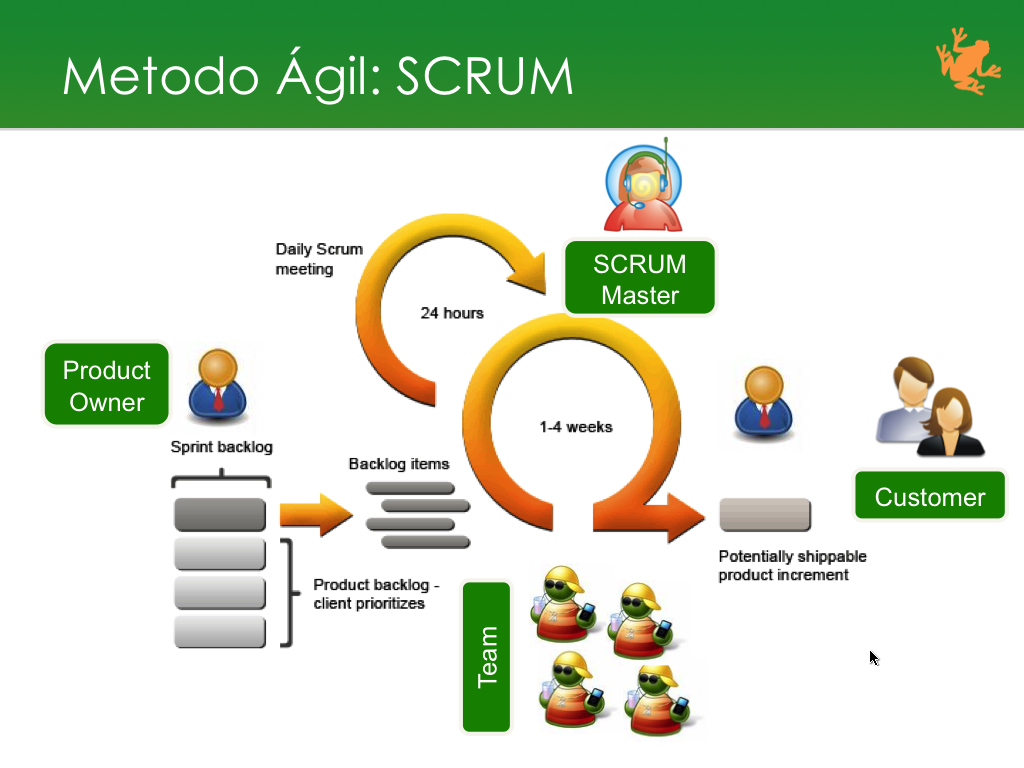 Metodo Ágil: SCRUM
Daily Scrum
meeting
24 hours
SCRUM
Master
Product
Owner
1-4 weeks
Sprint backlog
Backlog items
Customer
Potentially shippable
product increment
Product backlog -
client prioritizes
Team